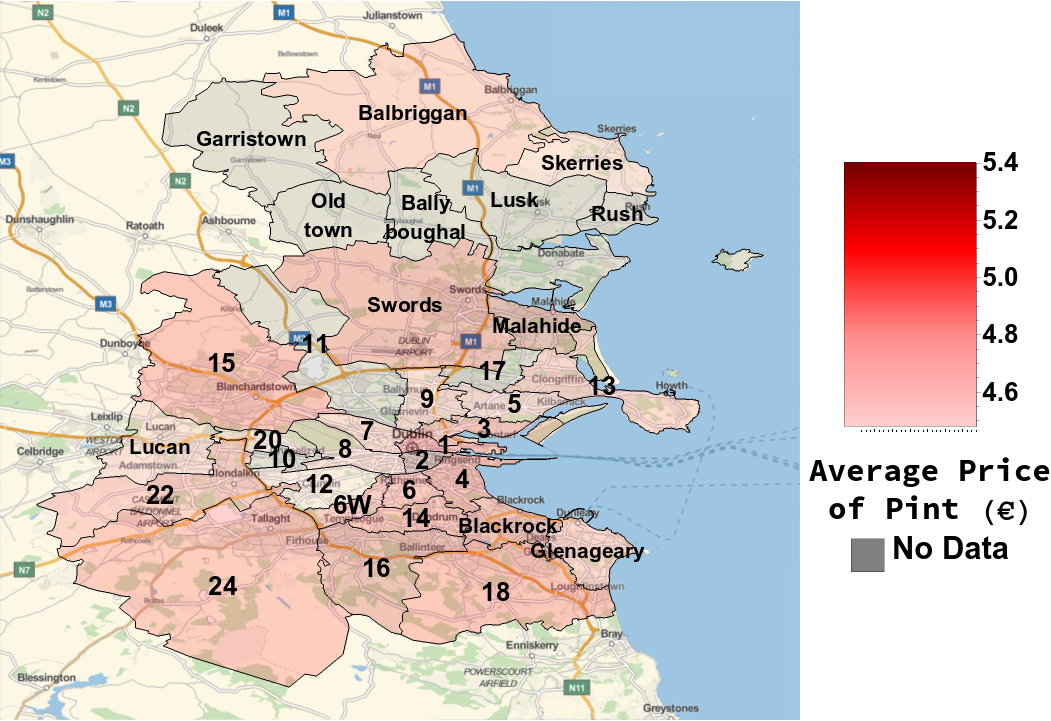 N2
M1
Julianstown
Duleek
Bellewstown
Kentstown
M1
Balbriggan
N2
Balbriggan
Naul
Skerries
Garristown
Garristown
Skerries
M3
N2
M1
Old
town
Bally
boughal
Lusk
Rush
Dunshaughlin
Ratoath
Ashbourne
Donabate
Batterstown
M3
Swords
Swords
Malahide
Malahide
Kilbride
DUBLIN
AIRPORT
M1
Dunboyne
11
15
17
Clongriffin
13
Howth
Blanchardstown
Ballymun
9
Artane
5
Kilbarrack
Glasnevin
Leixlip
Lucan
7
3
Dublin
1
WESTON
AIRPORT
Lucan
20
10
8
2
Ringsend
Celbridge
Adamstown
Clondalkin
12
6
4
22
CASEMENT
BALDONNEL
AIRPORT
6W
Templeogue
14
Blackrock
Blackrock
Tallaght
Firhouse
Ballinteer
Glenageary
N7
Rathcoole
24
16
18
Loughlinstown
Brittas
Bray
Enniskerry
POWERSCOURT
AIRFIELD
N11
Blessington
Greystones
5.4
5.2
5.0
4.8
4.6
Average Price
of Pint (€)
No Data